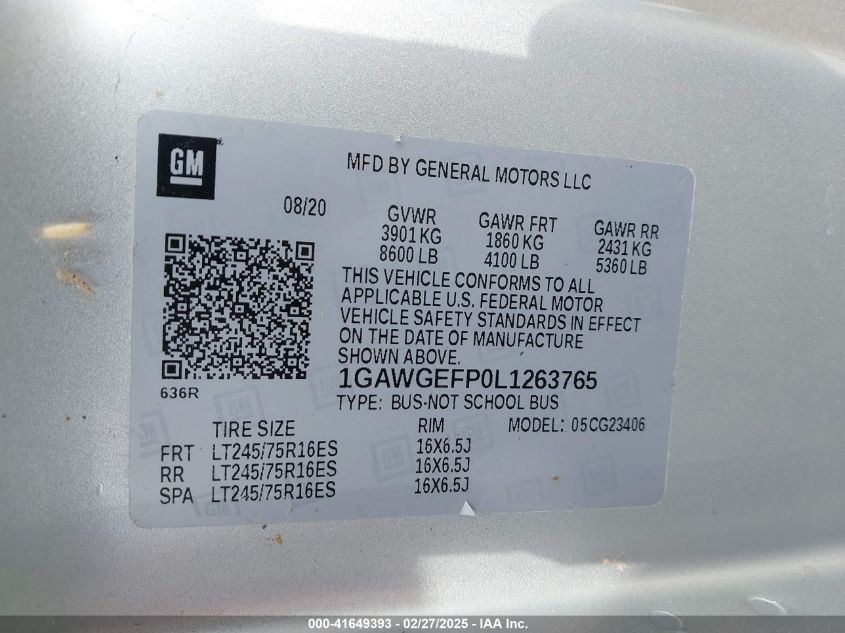 GM
MFD BY GENERAL MOTORS LLC
08/20
GVWR GAWR FRT GAWR RR
3901 KG 1860 KG 2431 KG
8600 LB 4100 LB 5360 LB
THIS VEHICLE CONFORMS TO ALL
APPLICABLE U.S. FEDERAL MOTOR
VEHICLE SAFETY STANDARDS IN EFFECT
ON THE DATE OF MANUFACTURE
SHOWN ABOVE.
1GAWGEFP0L1263765
636R
TYPE: BUS-NOT SCHOOL BUS
TIRE SIZE RIM MODEL: 05CG23406
FRT LT245/75R16ES 16X6.5J
RR LT245/75R16ES 16X6.5J
SPA LT245/75R16ES 16X6.5J
000-41649393 - 02/27/2025 - IAAI.com